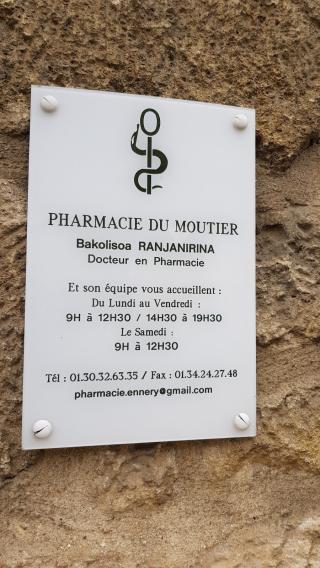 PHARMACIE DU MOUTIER
Bakolisoa RANJANIRINA
Docteur en Pharmacie
Et son équipe vous accueillent :
Du Lundi au Vendredi :
9H à 12H30 / 14H30 à 19H30
Le Samedi :
9H à 12H30
Tél : 01.30.32.63.35 / Fax : 01.34.24.27.48
pharmacie.ennery@gmail.com